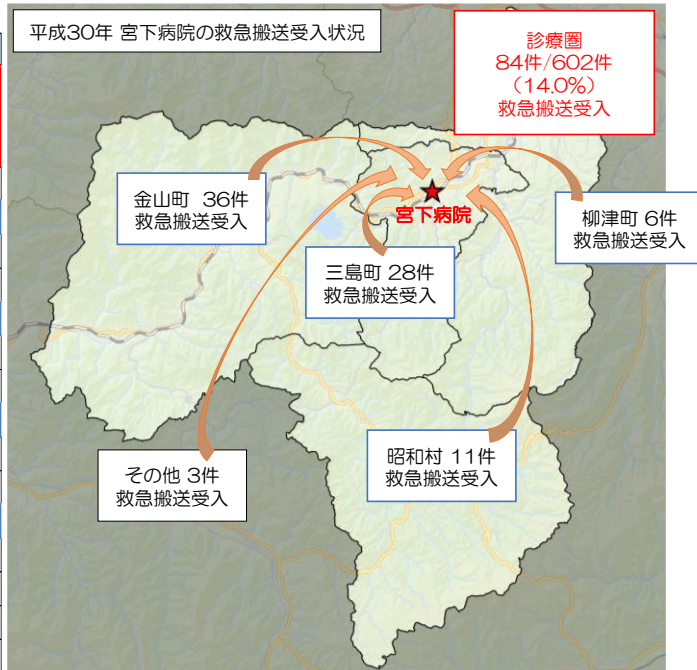 平成30年 宮下病院の救急搬送受入状況
診療圏
84件/602件
（14.0%）
救急搬送受入
金山町 36件
救急搬送受入
宮下病院
柳津町 6件
救急搬送受入
三島町 28件
救急搬送受入
昭和村 11件
救急搬送受入
その他 3件
救急搬送受入